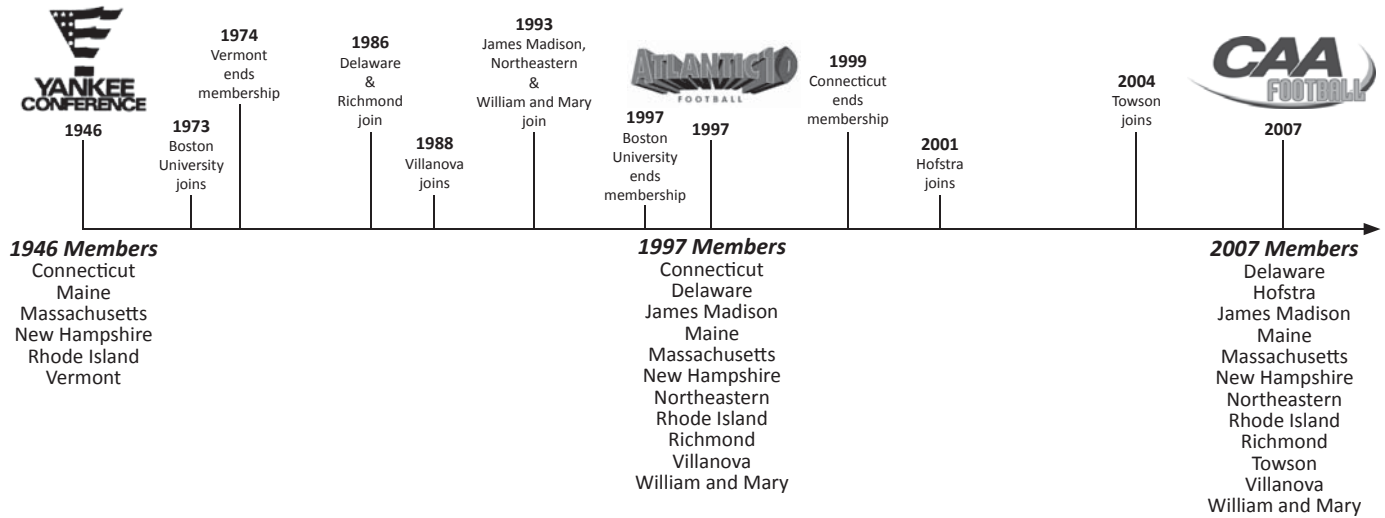 YANKEE
CONFERENCE
1946
1973
Boston
University
joins
1974
Vermont
ends
membership
1986
Delaware
&
Richmond
join
1988
Villanova
joins
1993
James Madison,
Northeastern
&
William and Mary
join
1997
Boston
University
ends
membership
ATLANTIC 10
FOOTBALL
1997
1999
Connecticut
ends
membership
2001
Hofstra
joins
2004
Towson
joins
CAA
FOOTBALL
2007
1946 Members
Connecticut
Maine
Massachusetts
New Hampshire
Rhode Island
Vermont
1997 Members
Connecticut
Delaware
James Madison
Maine
Massachusetts
New Hampshire
Northeastern
Rhode Island
Richmond
Villanova
William and Mary
2007 Members
Delaware
Hofstra
James Madison
Maine
Massachusetts
New Hampshire
Northeastern
Rhode Island
Richmond
Towson
Villanova
William and Mary